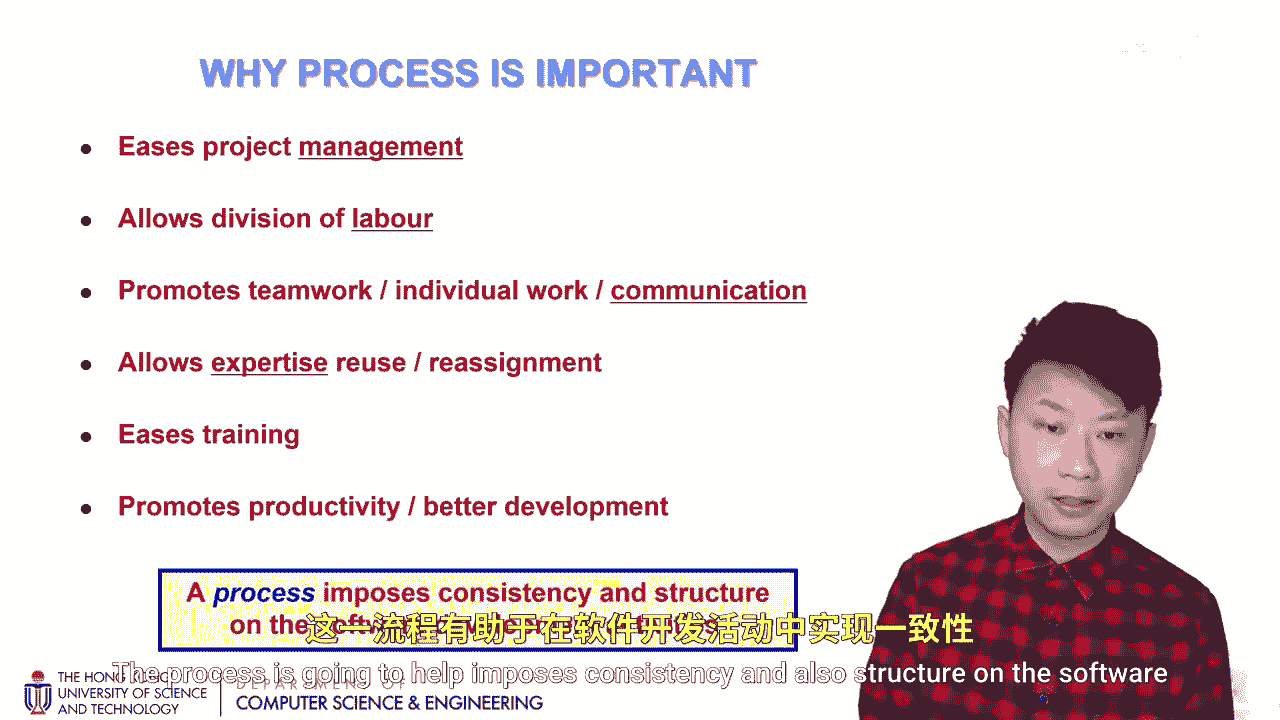 WHY PROCESS IS IMPORTANT
Eases project management
Allows division of labour
Promotes teamwork / individual work / communication
Allows expertise reuse / reassignment
Eases training
Promotes productivity / better development
A process imposes consistency and structure
on the
这一流程有助于在软件开发活动中实现一致性
The process is going to help imposes consistency and also structure on the software
THE HONG KONG
UNIVERSITY OF SCIENCE
AND TECHNOLOGY
DEPARTMENT OF
COMPUTER SCIENCE & ENGINEERING